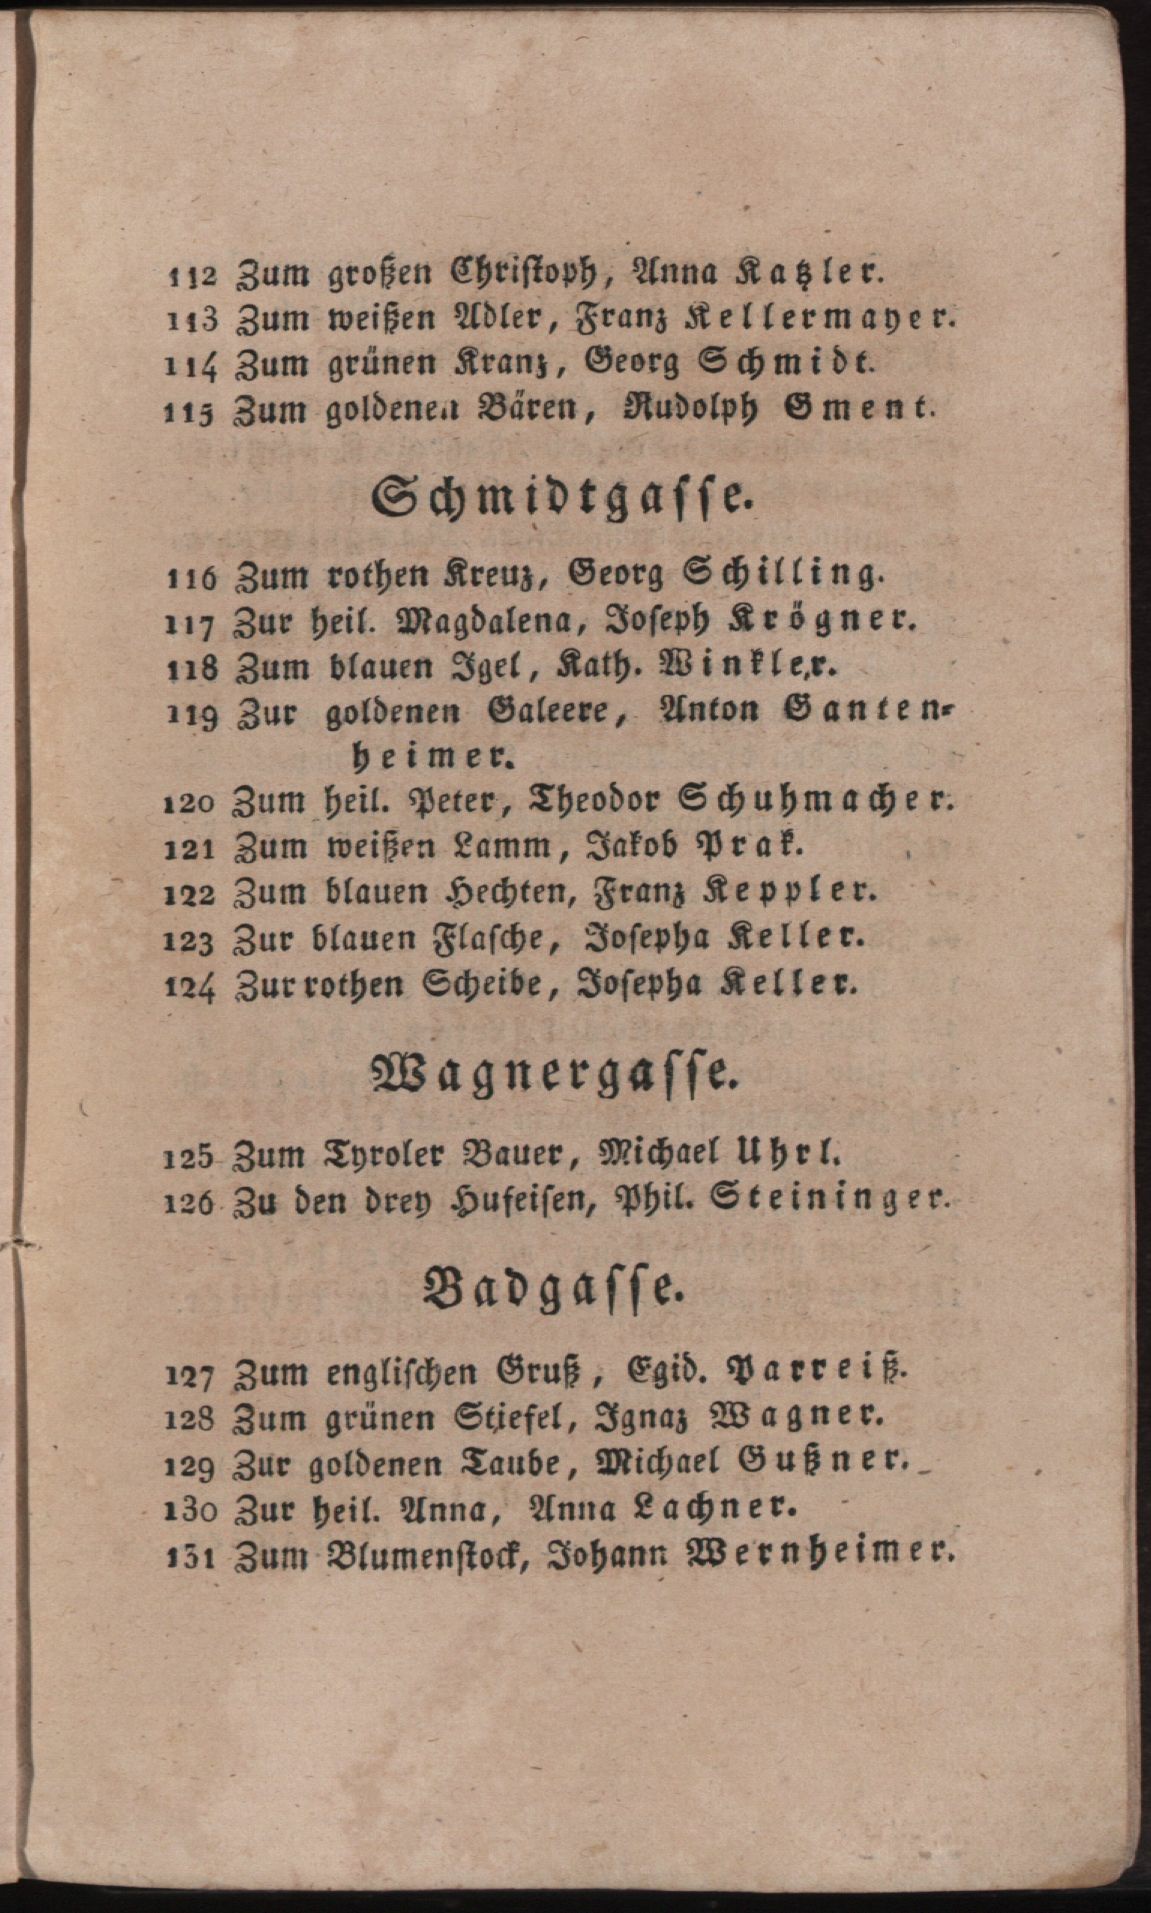 112 Zum großen Christoph, Anna Katzler.
113 Zum weißen Adler, Franz Kellermayer.
114 Zum grünen Kranz, Georg Schmidt.
115 Zum goldenen Bären, Rudolph Gment.
Schmidtgasse.
116 Zum rothen Kreuz, Georg Schilling.
117 Zur heil. Magdalena, Joseph Krögner.
118 Zum blauen Igel, Kath. Winkler.
119 Zur goldenen Galeere, Anton Ganten-
heimer.
120 Zum heil. Peter, Theodor Schuhmacher.
121 Zum weißen Lamm, Jakob Prak.
122 Zum blauen Hechten, Franz Keppler.
123 Zur blauen Flasche, Josepha Keller.
124 Zur rothen Scheibe, Josepha Keller.
Wagnergasse.
125 Zum Tyroler Bauer, Michael Uhrl.
126 Zu den drey Hufeisen, Phil. Steininger.
Badgasse.
127 Zum englischen Gruß, Egid. Parreiß.
128 Zum grünen Stiefel, Ignaz Wagner.
129 Zur goldenen Taube, Michael Gußner.
130 Zur heil. Anna, Anna Lachner.
131 Zum Blumenstock, Johann Wernheimer.